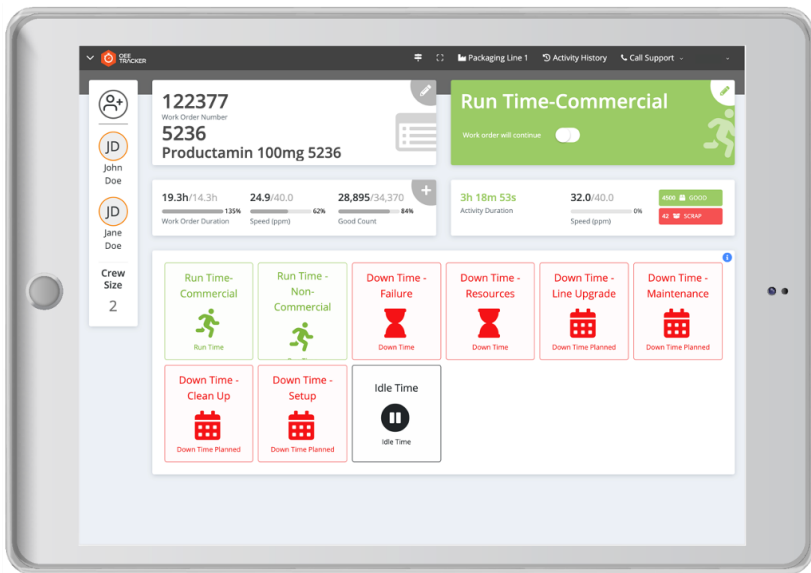 OEE
TRACKER
Packaging Line 1
Activity History
Call Support
JD
John
Doe
JD
Jane
Doe
Crew
Size
2
122377
Work Order Number
5236
Productamin 100mg 5236
Run Time-Commercial
Work order will continue
19.3h/14.3h
135%
Work Order Duration
24.9/40.0
62%
Speed (ppm)
28,895/34,370
84%
Good Count
3h 18m 53s
Activity Duration
32.0/40.0
0%
Speed (ppm)
4500 GOOD
42 SCRAP
Run Time-
Commercial
Run Time
Run Time -
Non-
Commercial
Down Time -
Failure
Down Time
Down Time -
Resources
Down Time
Down Time -
Line Upgrade
Down Time Planned
Down Time -
Maintenance
Down Time Planned
Down Time -
Clean Up
Down Time Planned
Down Time -
Setup
Down Time Planned
Idle Time
Idle Time